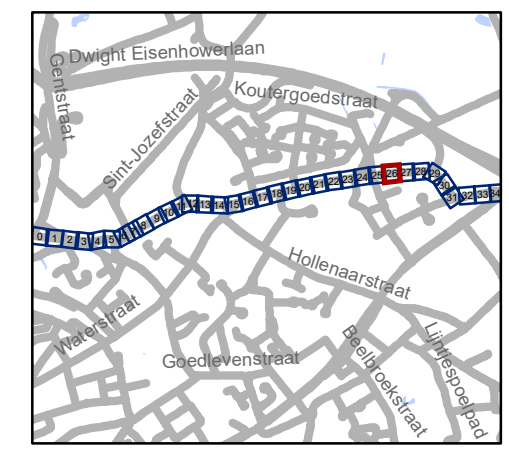 Dwight Eisenhowerlaan
Gentstraat
Koutergoedstraat
Sint-Jozefstraat
0 1 2 3 4 5 6 7 8 9 10 11 12 13 14 15 16 17 18 19 20 21 22 23 24 25 26 27 28 29 30 31 32 33 34
Hollenaarstraat
Waterstraat
Goedlevenstraat
Beelbroekstraat
Lijntjespoelpad